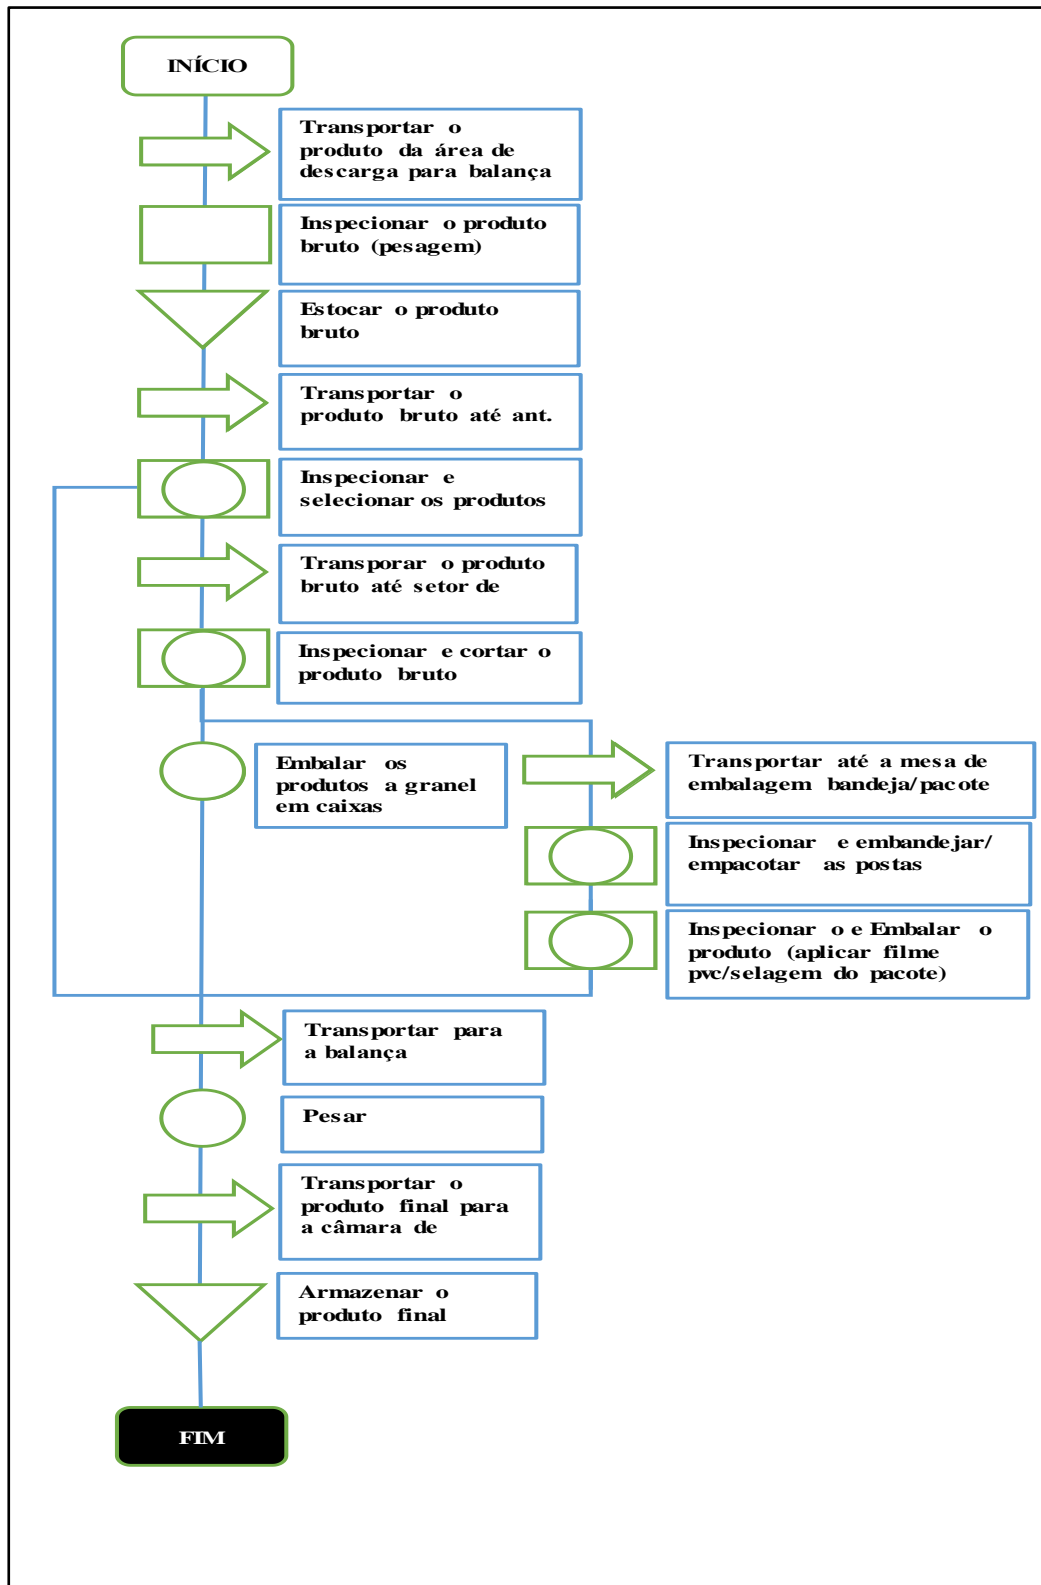 INÍCIO
Transportar o
produto da área de
descarga para balança
Inspecionar o produto
bruto (pesagem)
Estocar o produto
bruto
Transportar o
produto bruto até ant.
Inspecionar e
selecionar os produtos
Transporar o produto
bruto até setor de
Inspecionar e cortar o
produto bruto
Embalar os
produtos a granel
em caixas
Transportar até a mesa de
embalagem bandeja/pacote
Inspecionar e embandejar/
empacotar as postas
Inspecionar o e Embalar o
produto (aplicar filme
pvc/selagem do pacote)
Transportar para
a balança
Pesar
Transportar o
produto final para
a câmara de
Armazenar o
produto final
FIM